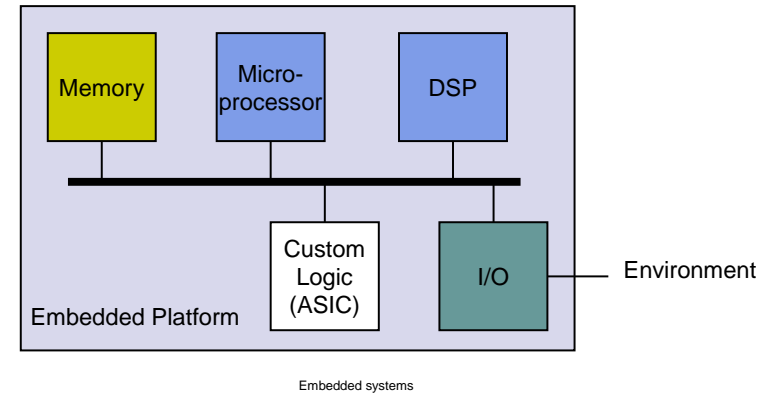 Memory
Micro-
processor
DSP
Custom
Logic
(ASIC)
I/O
Environment
Embedded Platform
Embedded systems